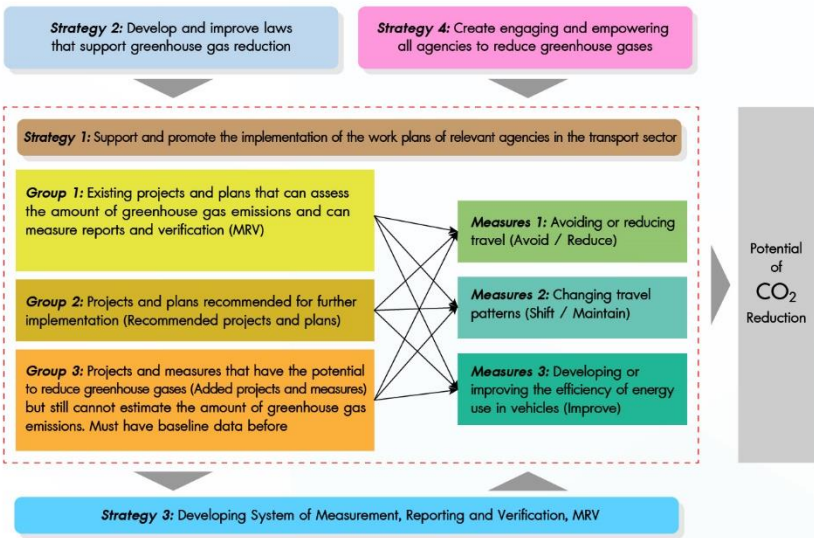 Strategy 2: Develop and improve laws
that support greenhouse gas reduction
Strategy 4: Create engaging and empowering
all agencies to reduce greenhouse gases
Strategy 1: Support and promote the implementation of the work plans of relevant agencies in the transport sector
Group 1: Existing projects and plans that can assess
the amount of greenhouse gas emissions and can
measure reports and verification (MRV)
Group 2: Projects and plans recommended for further
implementation (Recommended projects and plans)
Group 3: Projects and measures that have the potential
to reduce greenhouse gases (Added projects and measures)
but still cannot estimate the amount of greenhouse gas
emissions. Must have baseline data before
Measures 1: Avoiding or reducing
travel (Avoid / Reduce)
Measures 2: Changing travel
patterns (Shift / Maintain)
Measures 3: Developing or
improving the efficiency of energy
use in vehicles (Improve)
Potential
of
CO2
Reduction
Strategy 3: Developing System of Measurement, Reporting and Verification, MRV